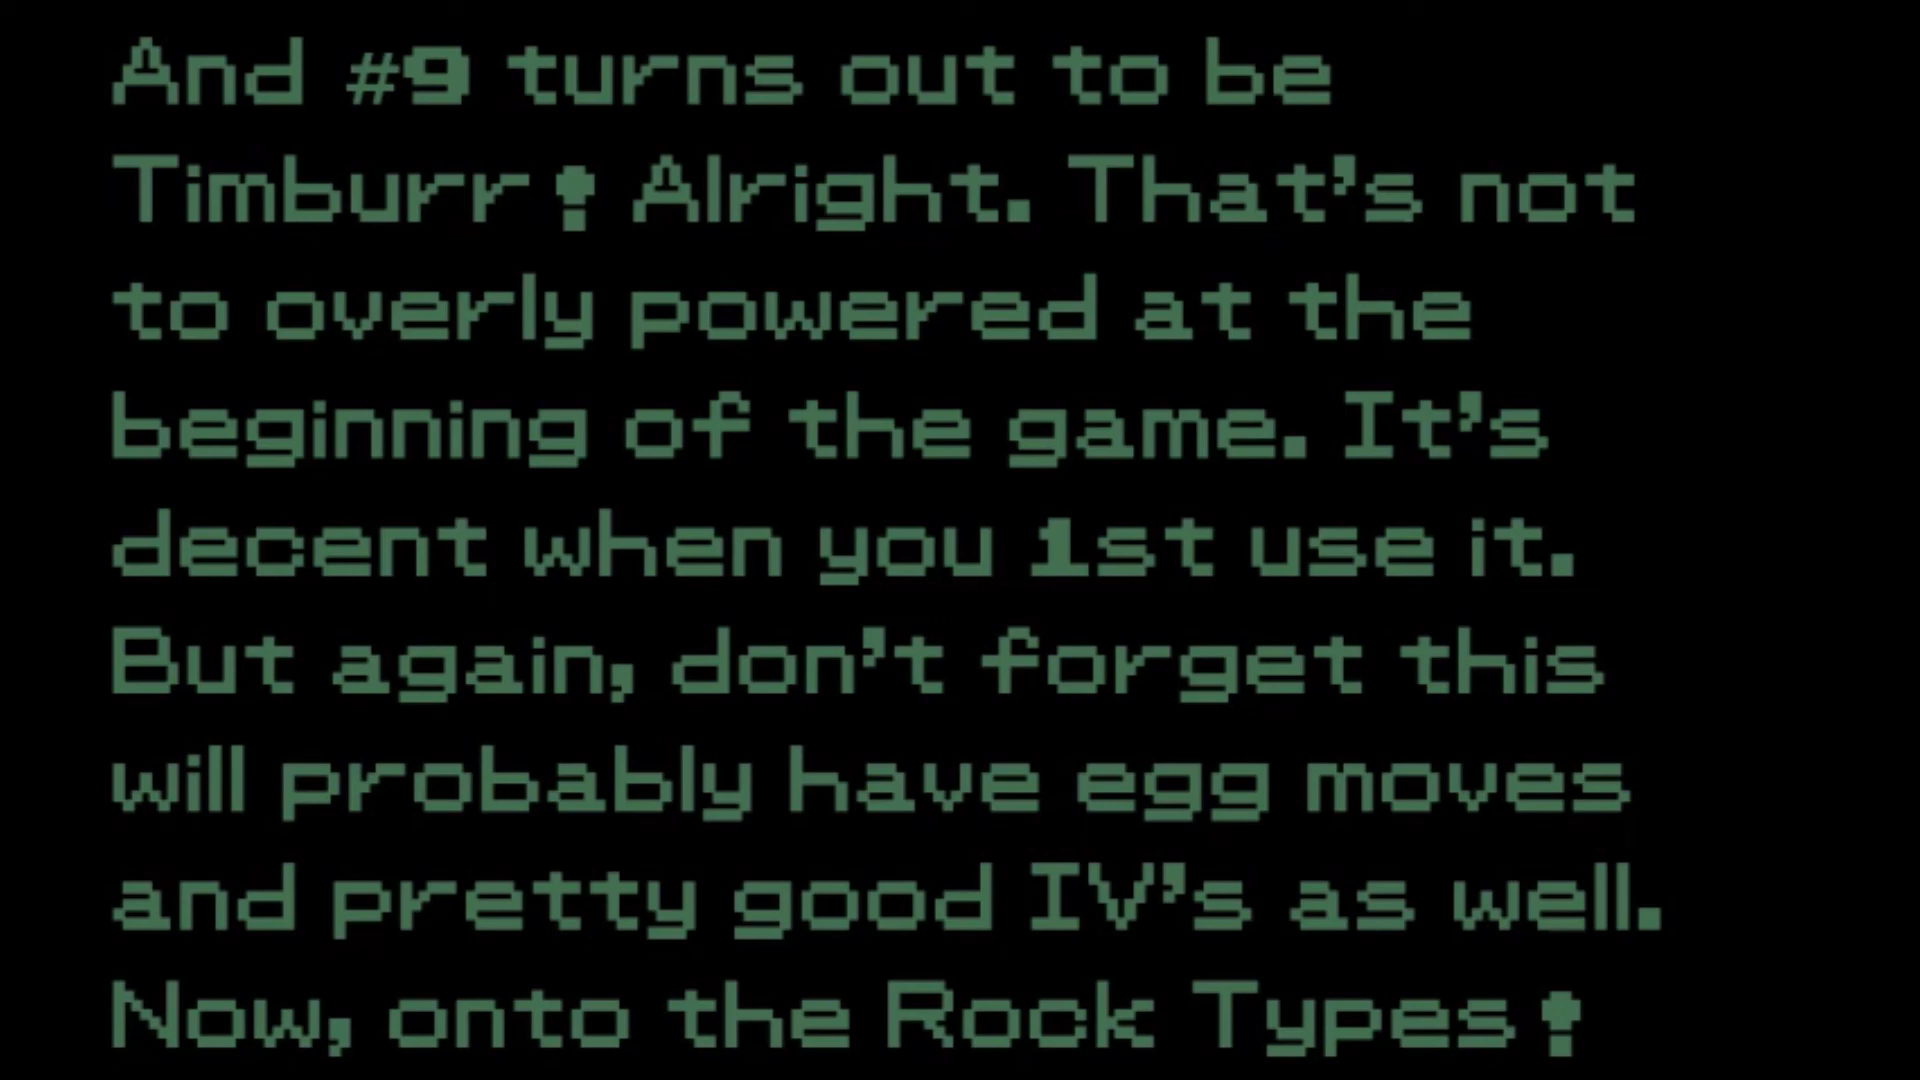 And #9 turns out to be
Timburr! Alright. That's not
to overly powered at the
beginning of the game. It's
decent when you 1st use it.
But again, don't forget this
will probably have egg moves
and pretty good IV's as well.
Now, onto the Rock Types!